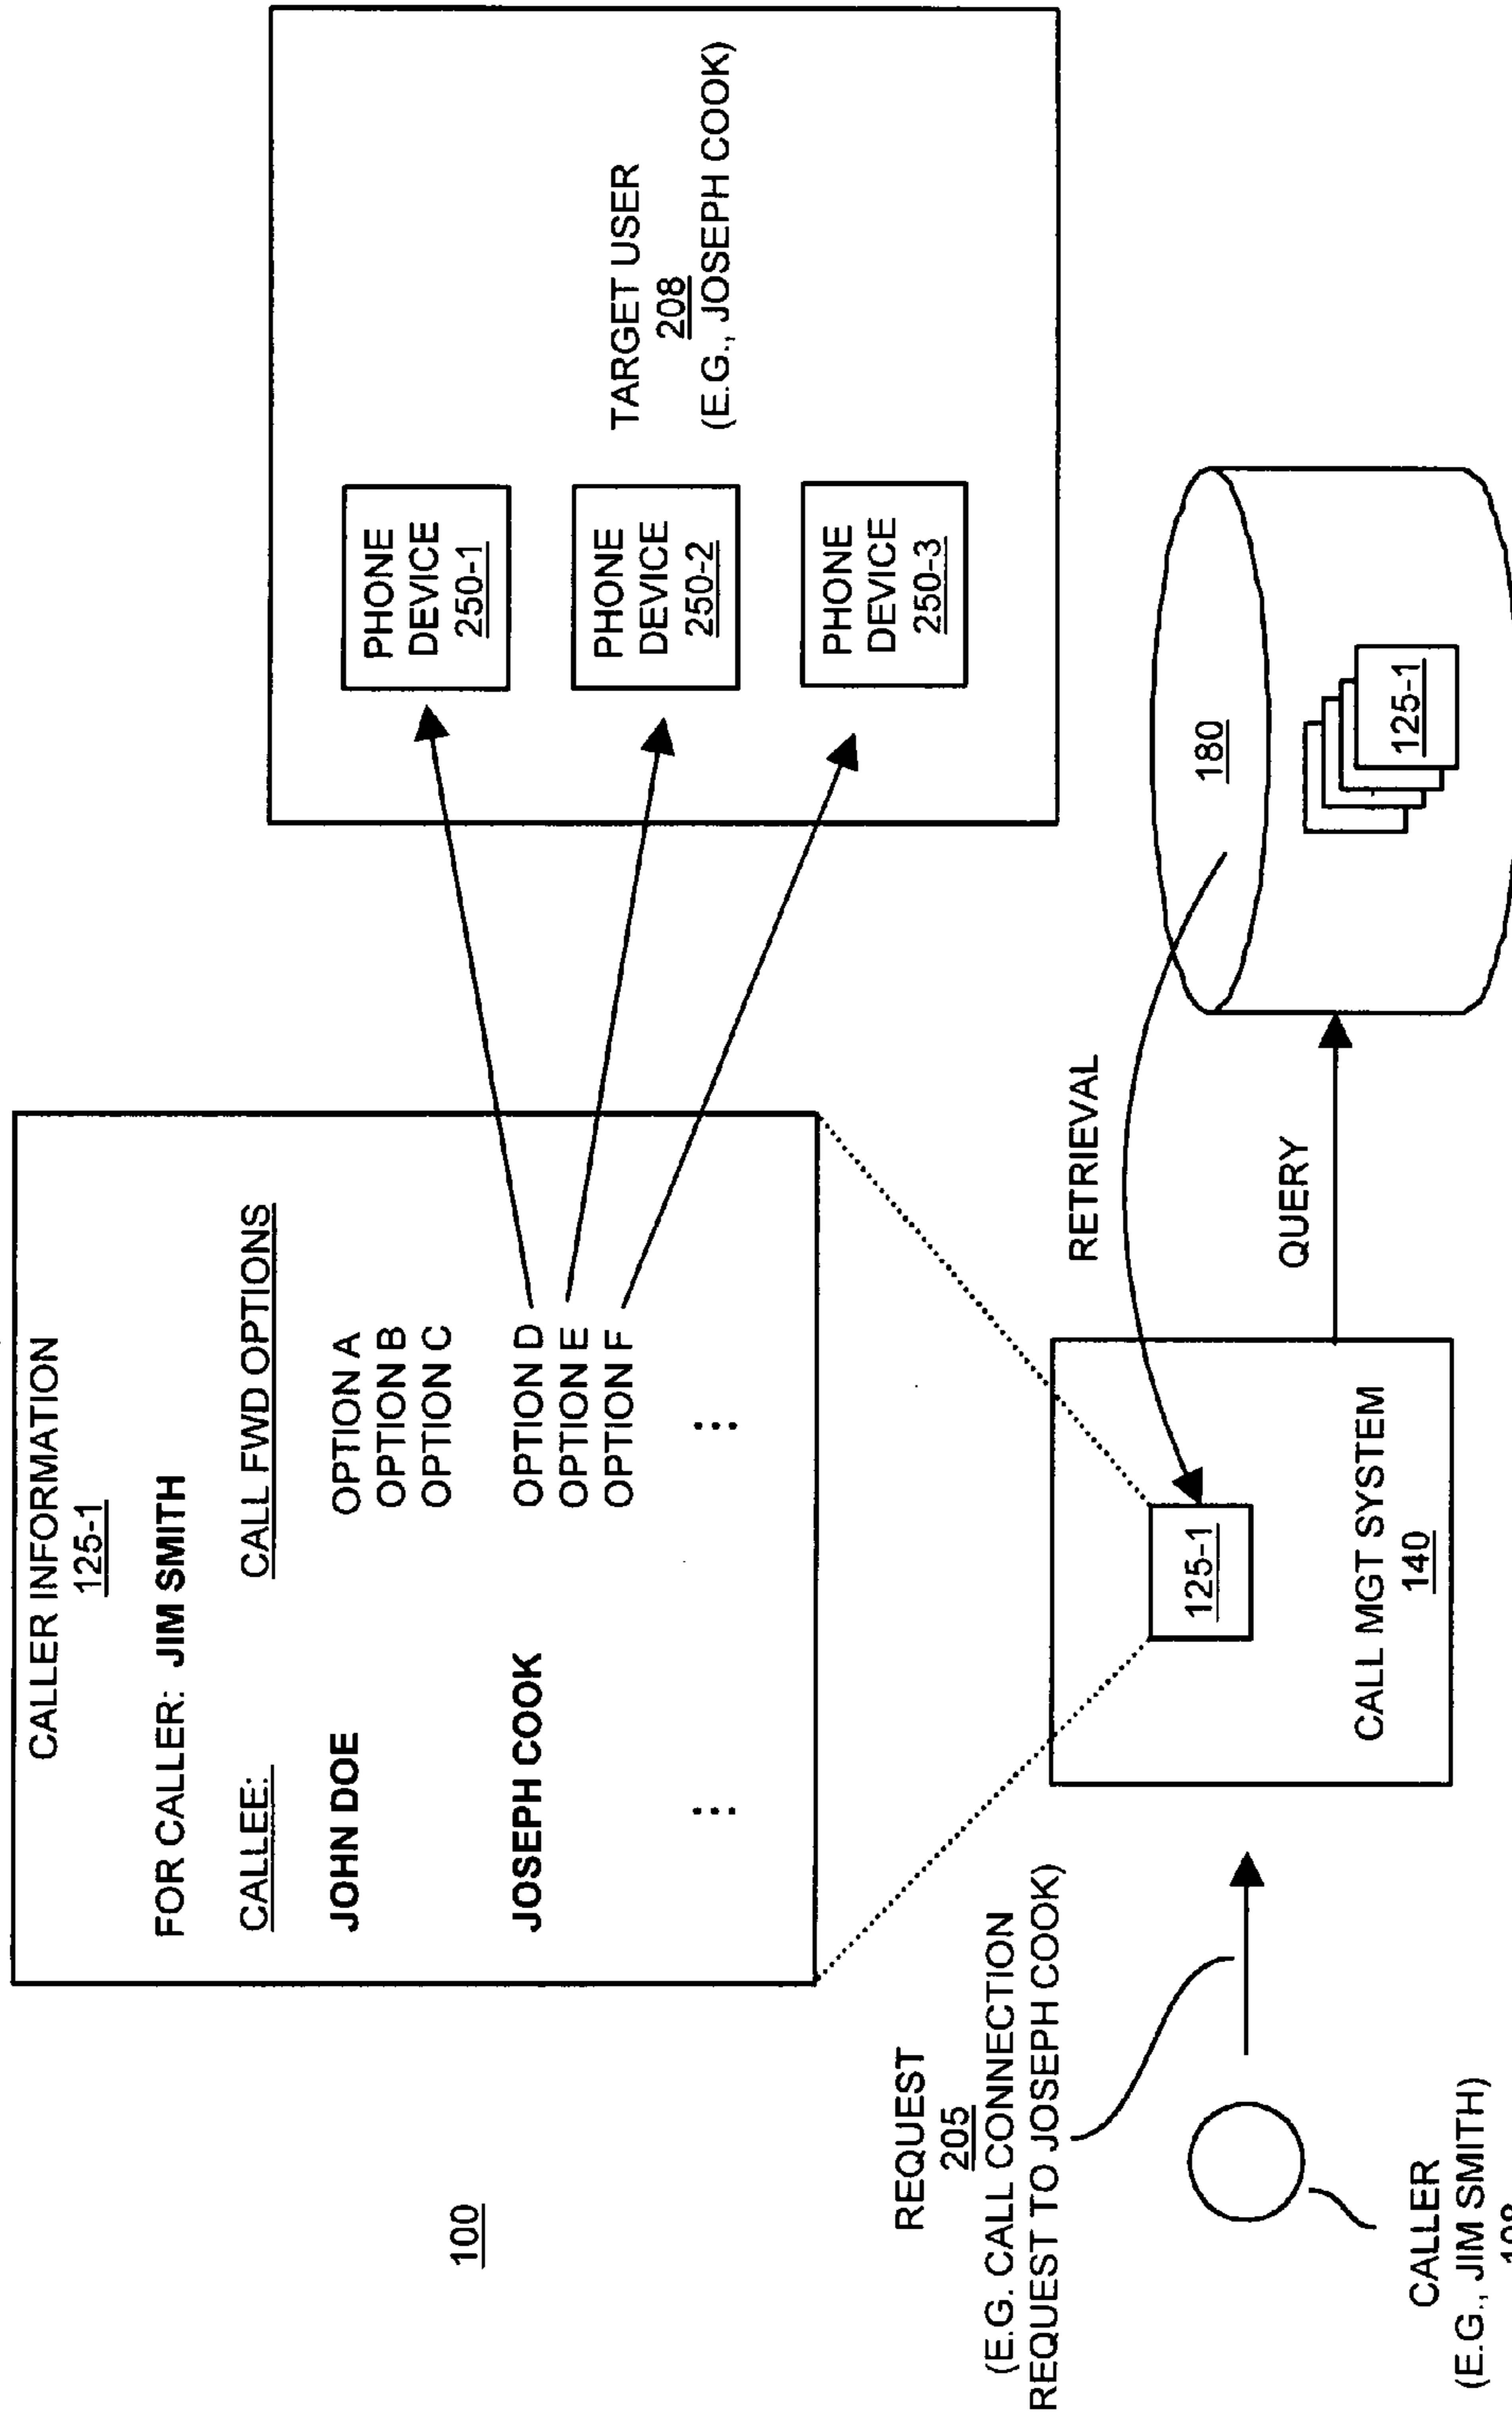 CALLER INFORMATION
125-1
FOR CALLER: JIM SMITH
CALLEE: CALL FWD OPTIONS
JOHN DOE OPTION A
OPTION B
OPTION C
JOSEPH COOK OPTION D
OPTION E
OPTION F
⋮ ⋮
PHONE
DEVICE
250-1
PHONE
DEVICE
250-2
PHONE
DEVICE
250-3
TARGET USER
208
(E.G., JOSEPH COOK)
100
REQUEST
205
(E.G. CALL CONNECTION
REQUEST TO JOSEPH COOK)
CALLER
(E.G., JIM SMITH)
125-1
CALL MGT SYSTEM
140
RETRIEVAL
QUERY
180
125-1